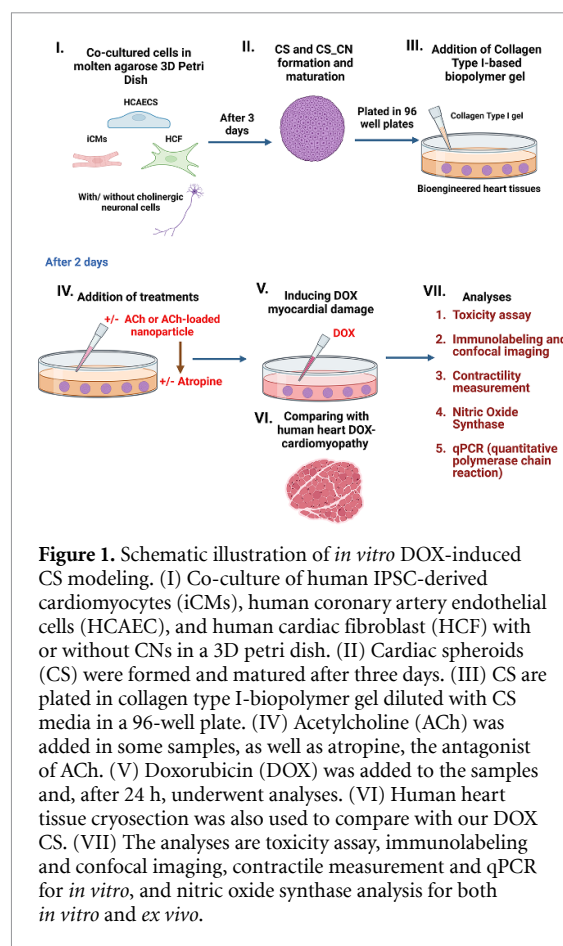 I.
Co-cultured cells in
molten agarose 3D Petri
Dish
HCAECS
iCMs
HCF
With/ without cholinergic
neuronal cells
After 3
days
II.
CS and CS_CN
formation and
maturation
Plated in 96
well plates
III.
Addition of Collagen
Type I-based
biopolymer gel
Collagen Type I gel
Bioengineered heart tissues
After 2 days
IV.
Addition of treatments
+/- ACh or ACh-loaded
nanoparticle
+/- Atropine
V.
Inducing DOX
myocardial damage
DOX
VI.
Comparing with
human heart DOX-
cardiomyopathy
VII.
Analyses
1. Toxicity assay
2. Immunolabeling and
confocal imaging
3. Contractility
measurement
4. Nitric Oxide
Synthase
5. qPCR (quantitative
polymerase chain
reaction)
Figure 1. Schematic illustration of in vitro DOX-induced
CS modeling. (I) Co-culture of human IPSC-derived
cardiomyocytes (iCMs), human coronary artery endothelial
cells (HCAEC), and human cardiac fibroblast (HCF) with
or without CNs in a 3D petri dish. (II) Cardiac spheroids
(CS) were formed and matured after three days. (III) CS are
plated in collagen type I-biopolymer gel diluted with CS
media in a 96-well plate. (IV) Acetylcholine (ACh) was
added in some samples, as well as atropine, the antagonist
of ACh. (V) Doxorubicin (DOX) was added to the samples
and, after 24 h, underwent analyses. (VI) Human heart
tissue cryosection was also used to compare with our DOX
CS. (VII) The analyses are toxicity assay, immunolabeling
and confocal imaging, contractile measurement and qPCR
for in vitro, and nitric oxide synthase analysis for both
in vitro and ex vivo.